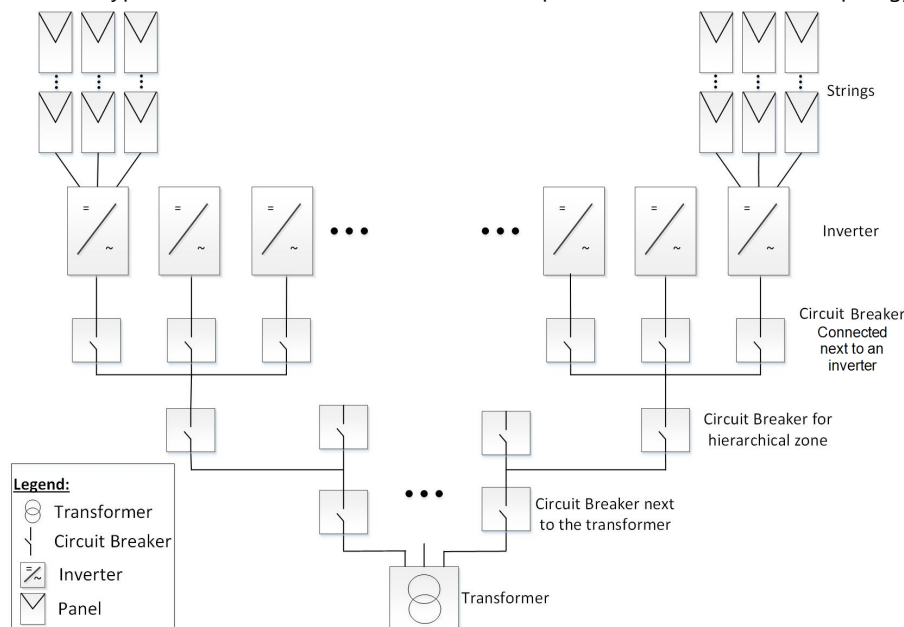 Strings
Inverter
Circuit Breaker
Connected
next to an
inverter
Circuit Breaker for
hierarchical zone
Circuit Breaker next
to the transformer
Transformer
Legend:
Transformer
Circuit Breaker
Inverter
Panel